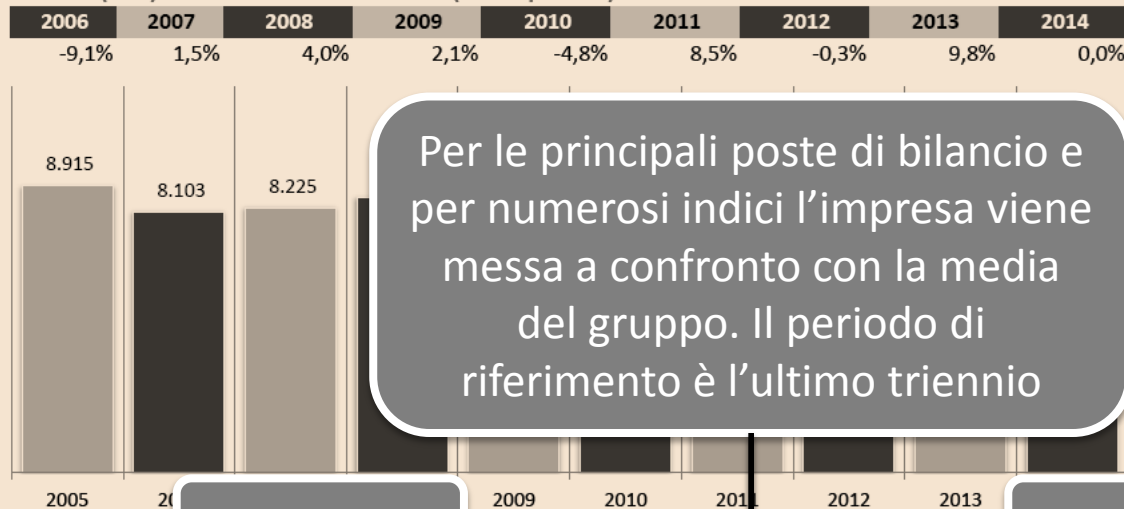 2006 2007 2008 2009 2010 2011 2012 2013 2014
-9,1% 1,5% 4,0% 2,1% -4,8% 8,5% -0,3% 9,8% 0,0%
8.915
8.103
8.225
Per le principali poste di bilancio e
per numerosi indici l’impresa viene
messa a confronto con la media
del gruppo. Il periodo di
riferimento è l’ultimo triennio
2005 2009 2010 2011 2012 2013